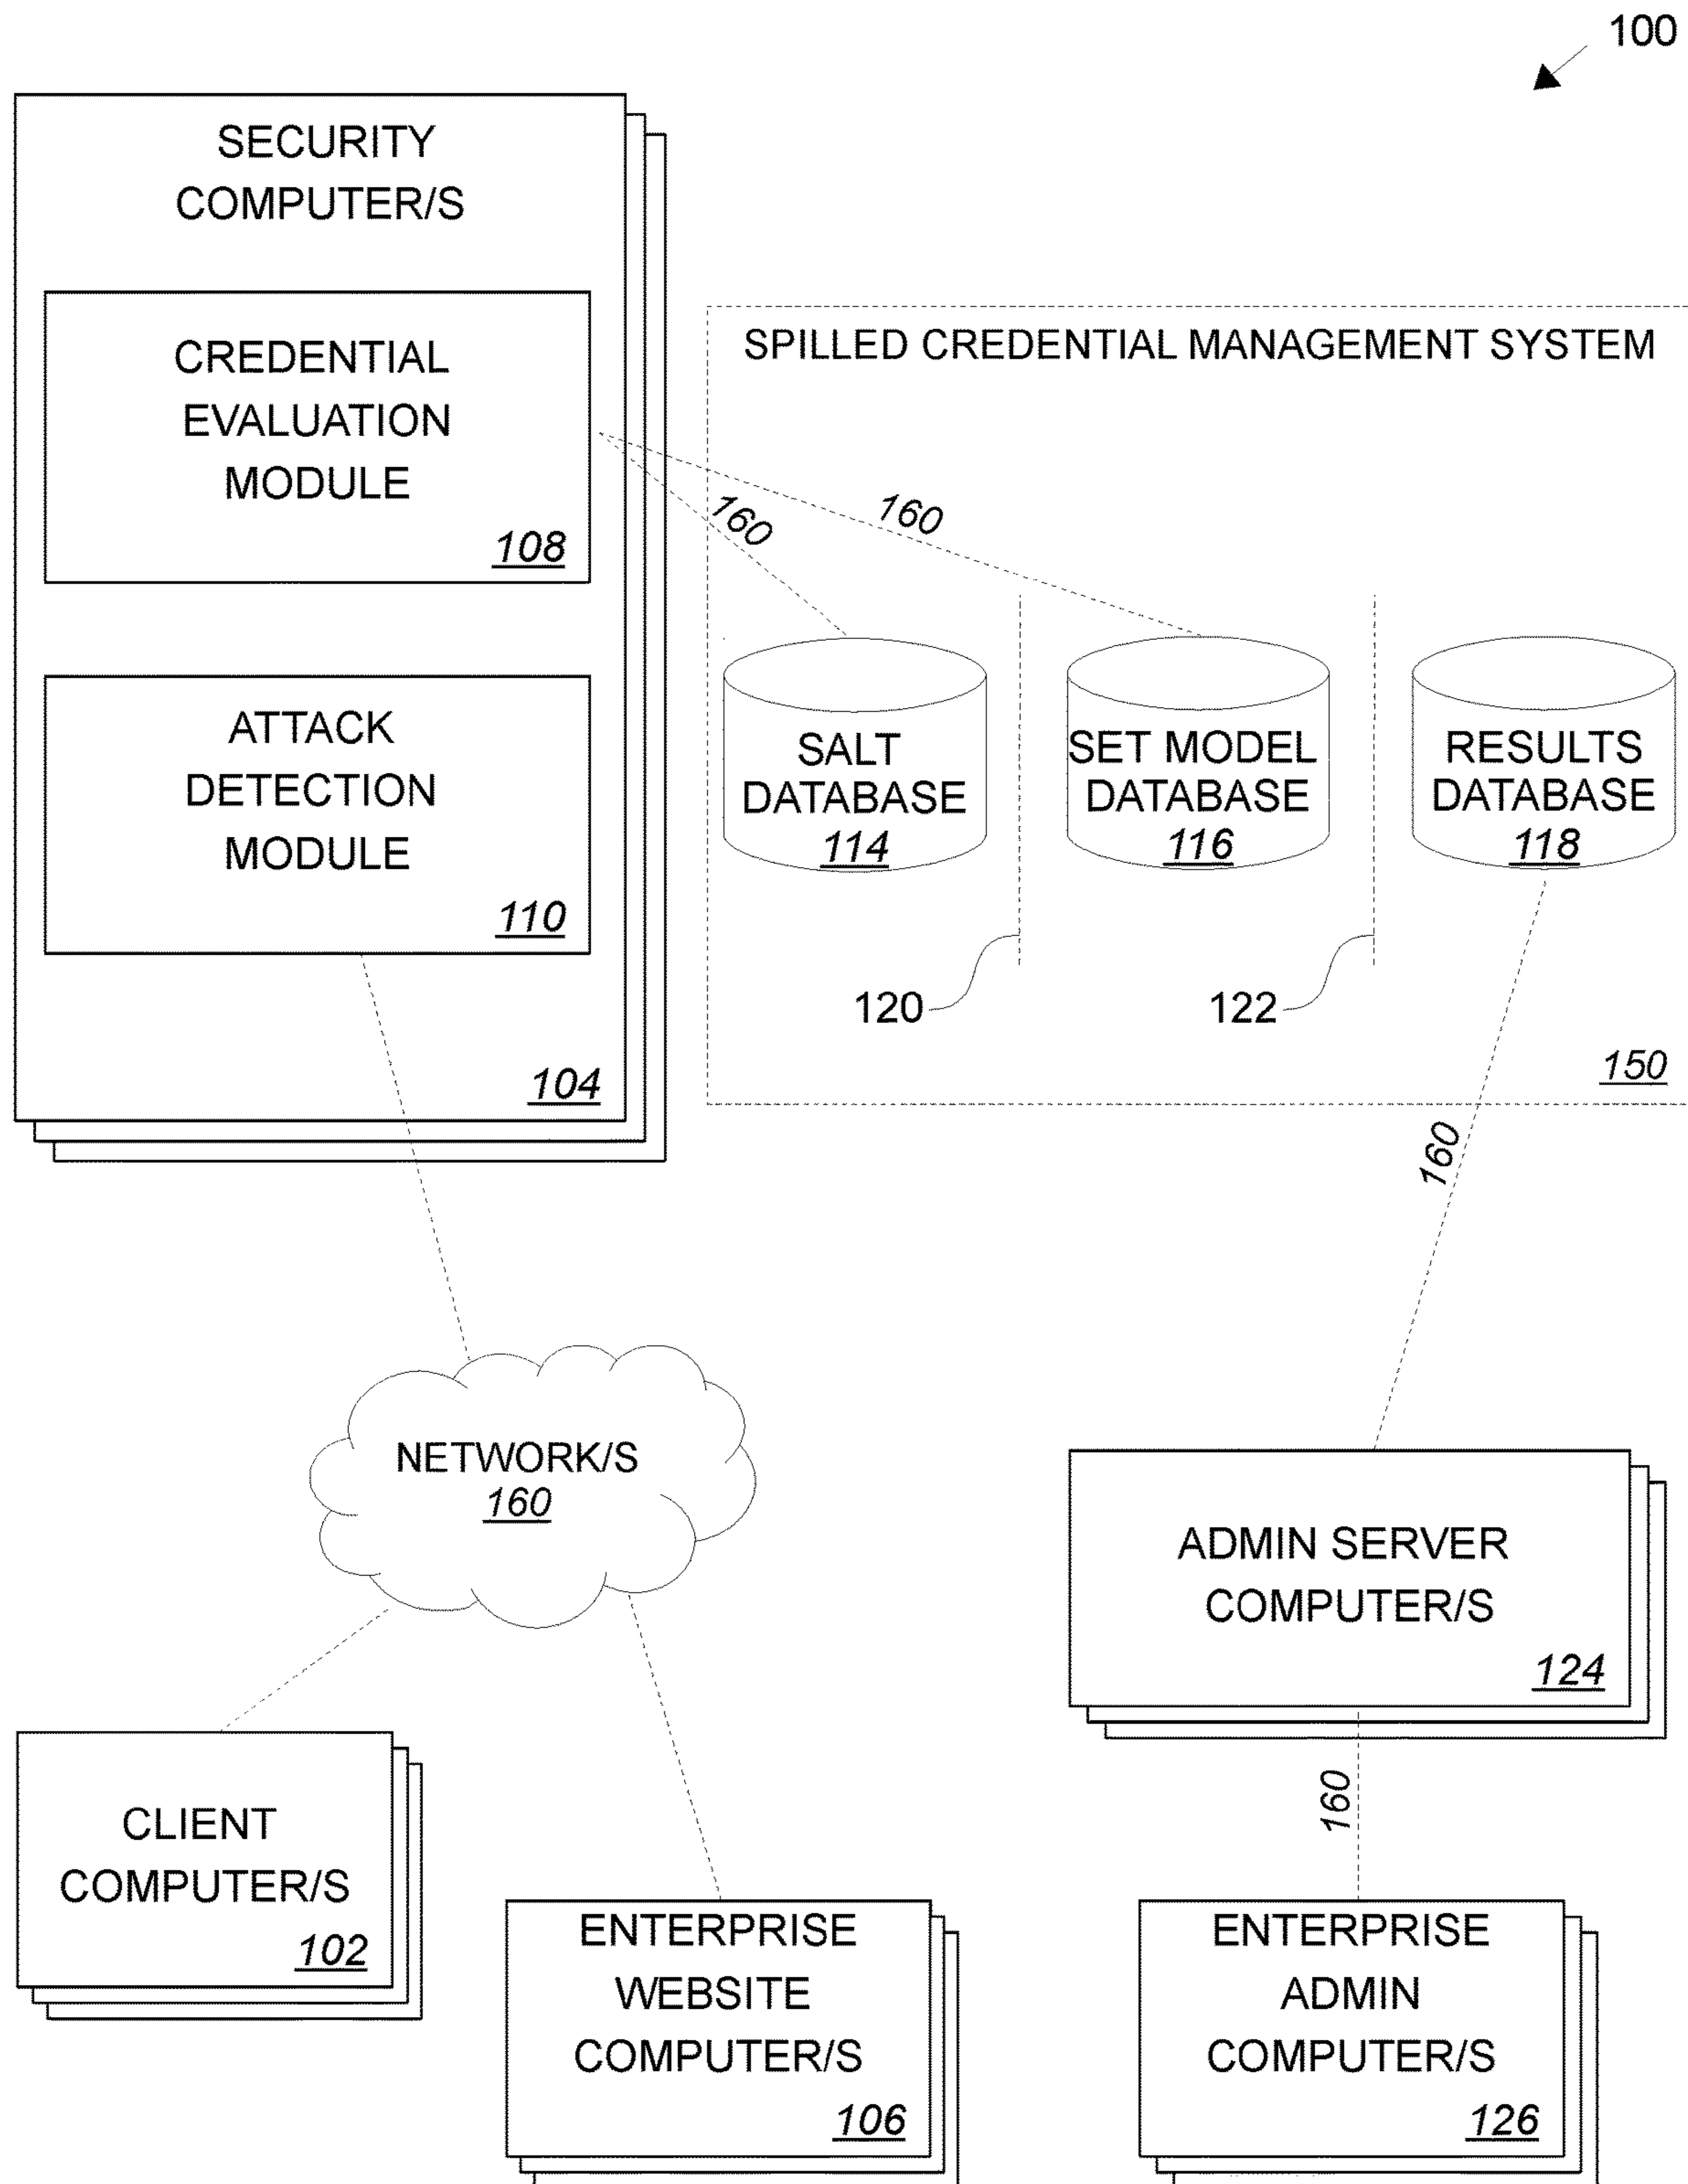 100
SECURITY
COMPUTER/S
CREDENTIAL
EVALUATION
MODULE
108
ATTACK
DETECTION
MODULE
110
104
SPILLED CREDENTIAL MANAGEMENT SYSTEM
160
160
SALT
DATABASE
114
SET MODEL
DATABASE
116
RESULTS
DATABASE
118
120
122
150
160
NETWORK/S
160
ADMIN SERVER
COMPUTER/S
124
160
CLIENT
COMPUTER/S
102
ENTERPRISE
WEBSITE
COMPUTER/S
106
ENTERPRISE
ADMIN
COMPUTER/S
126